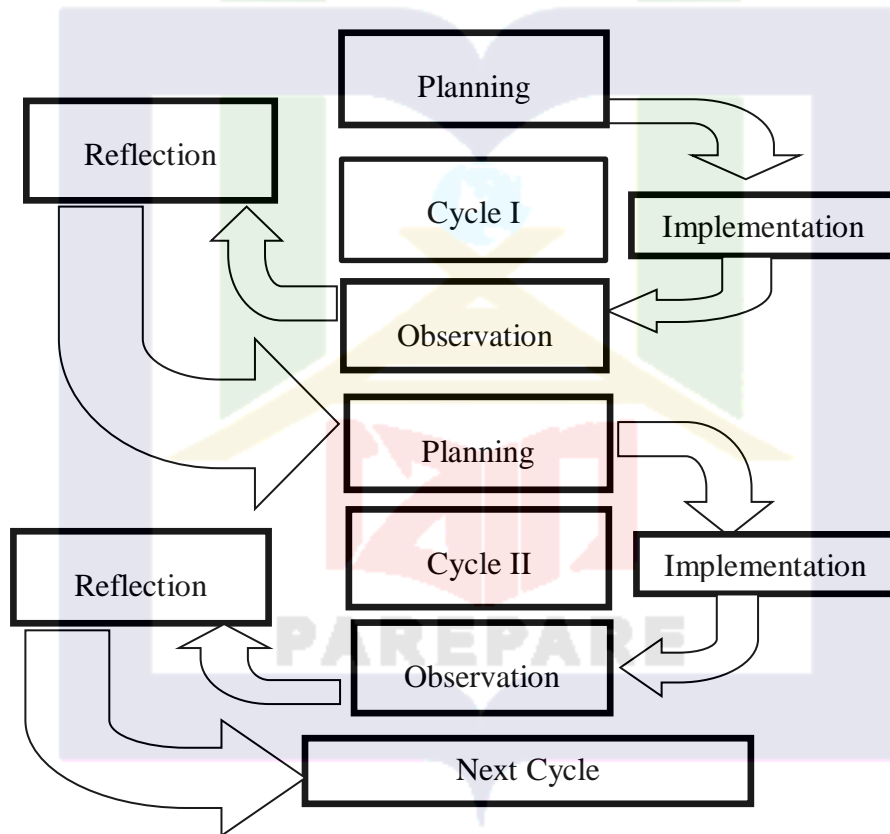 Planning
Reflection
Cycle I
Implementation
Observation
Planning
Cycle II
Implementation
Reflection
PAREPARE
Observation
Next Cycle